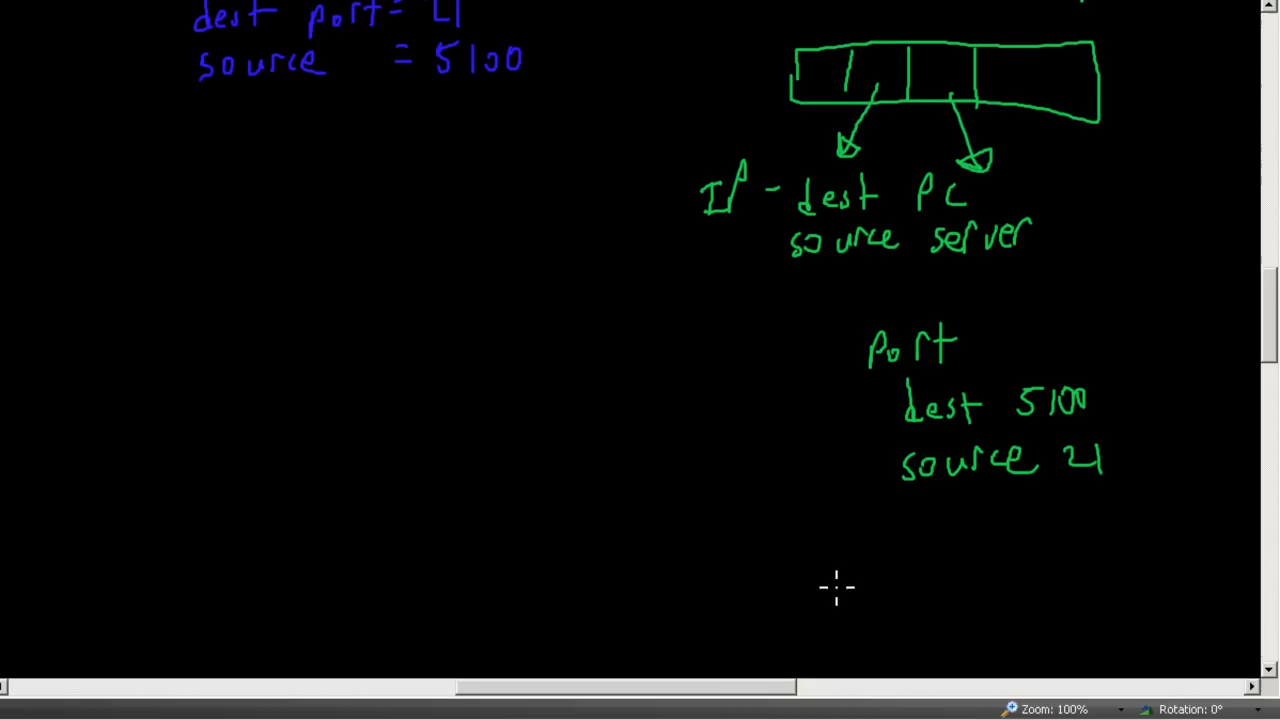 dest port = 21
source = 5100
IP - dest PC
source server
port
dest 5100
source 21
Zoom: 100% Rotation: 0°